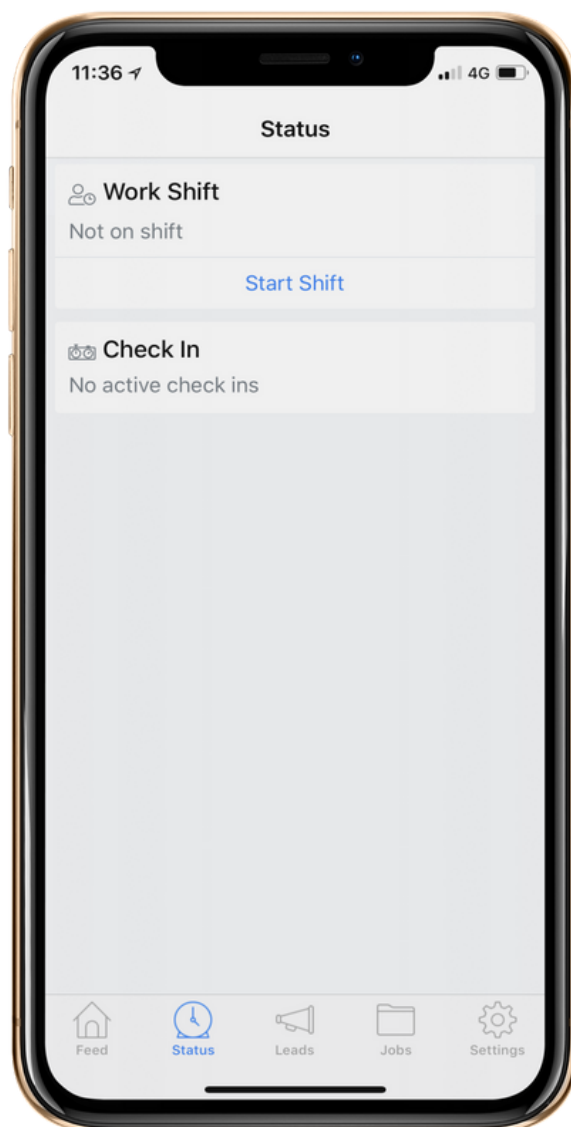 11:36
4G
Status
Work Shift
Not on shift
Start Shift
Check In
No active check ins
Feed
Status
Leads
Jobs
Settings